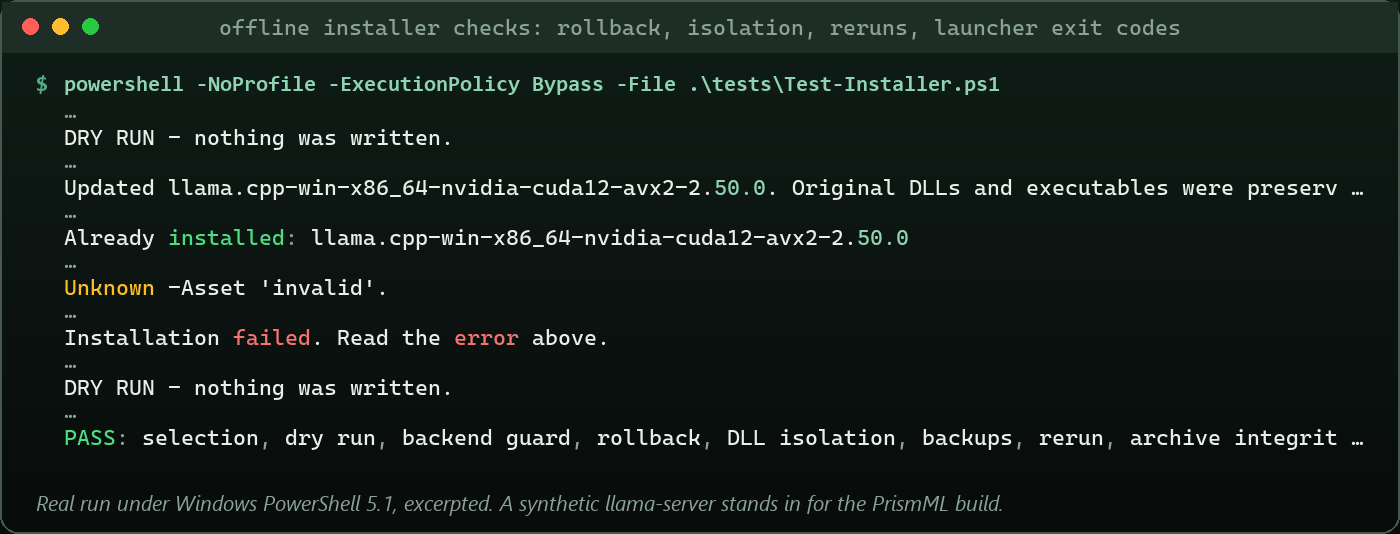 offline installer checks: rollback, isolation, reruns, launcher exit codes
$ powershell -NoProfile -ExecutionPolicy Bypass -File .\tests\Test-Installer.ps1
…
DRY RUN - nothing was written.
…
Updated llama.cpp-win-x86_64-nvidia-cuda12-avx2-2.50.0. Original DLLs and executables were preserv …
…
Already installed: llama.cpp-win-x86_64-nvidia-cuda12-avx2-2.50.0
…
Unknown -Asset 'invalid'.
…
Installation failed. Read the error above.
…
DRY RUN - nothing was written.
…
PASS: selection, dry run, backend guard, rollback, DLL isolation, backups, rerun, archive integrit …
Real run under Windows PowerShell 5.1, excerpted. A synthetic llama-server stands in for the PrismML build.